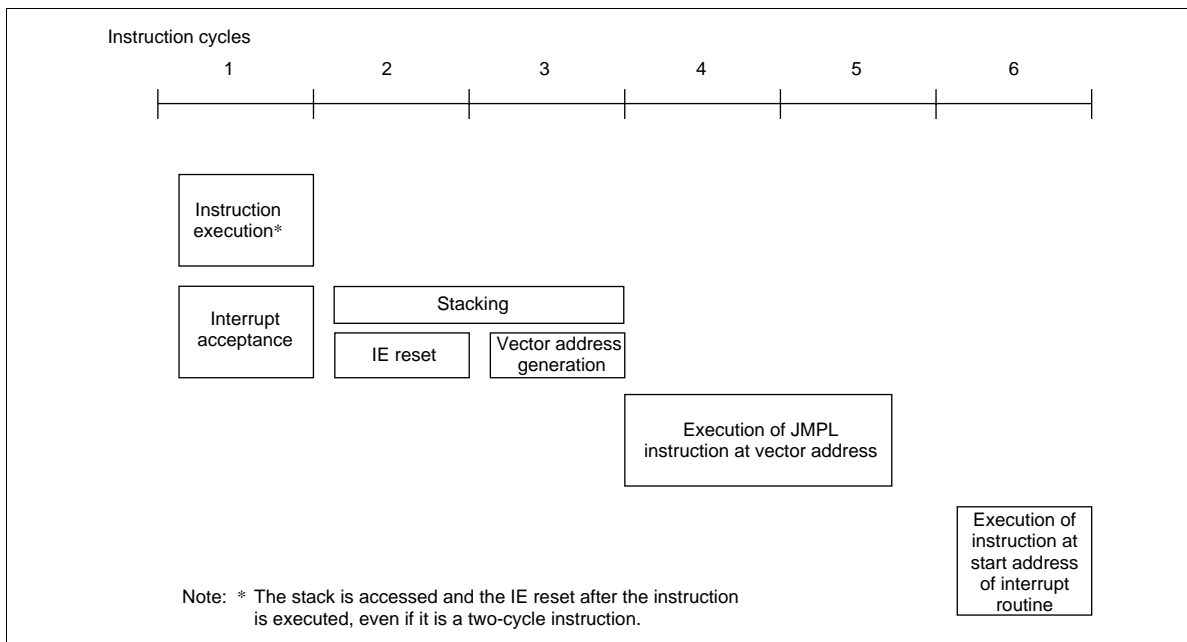 Instruction cycles
1 2 3 4 5 6
Instruction
execution*
Interrupt
acceptance
Stacking
IE reset
Vector address
generation
Execution of JMPL
instruction at vector address
Execution of
instruction at
start address
of interrupt
routine
Note: * The stack is accessed and the IE reset after the instruction
is executed, even if it is a two-cycle instruction.